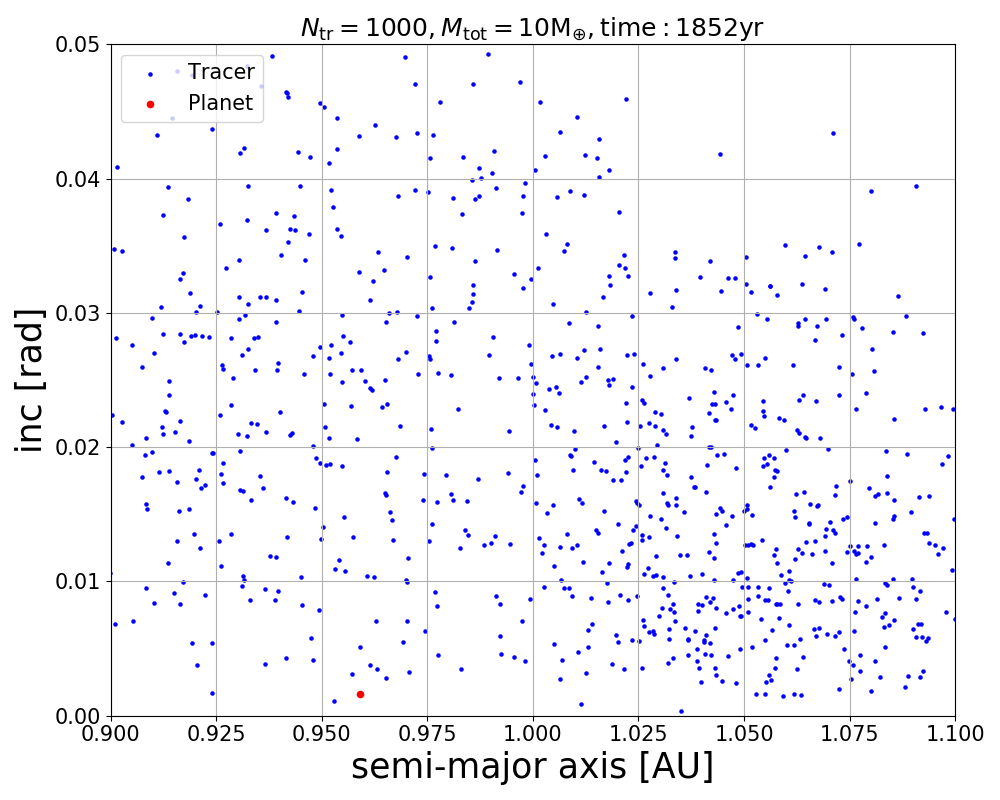 N_tr = 1000, M_tot = 10M_⊕, time : 1852yr
Tracer
Planet
inc [rad]
0.05
0.04
0.03
0.02
0.01
0.00
0.900 0.925 0.950 0.975 1.000 1.025 1.050 1.075 1.100
semi-major axis [AU]